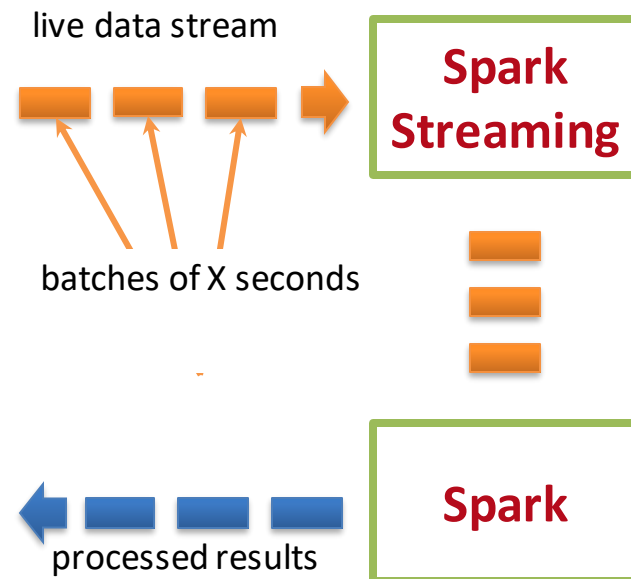 live data stream
Spark
Streaming
batches of X seconds
Spark
processed results